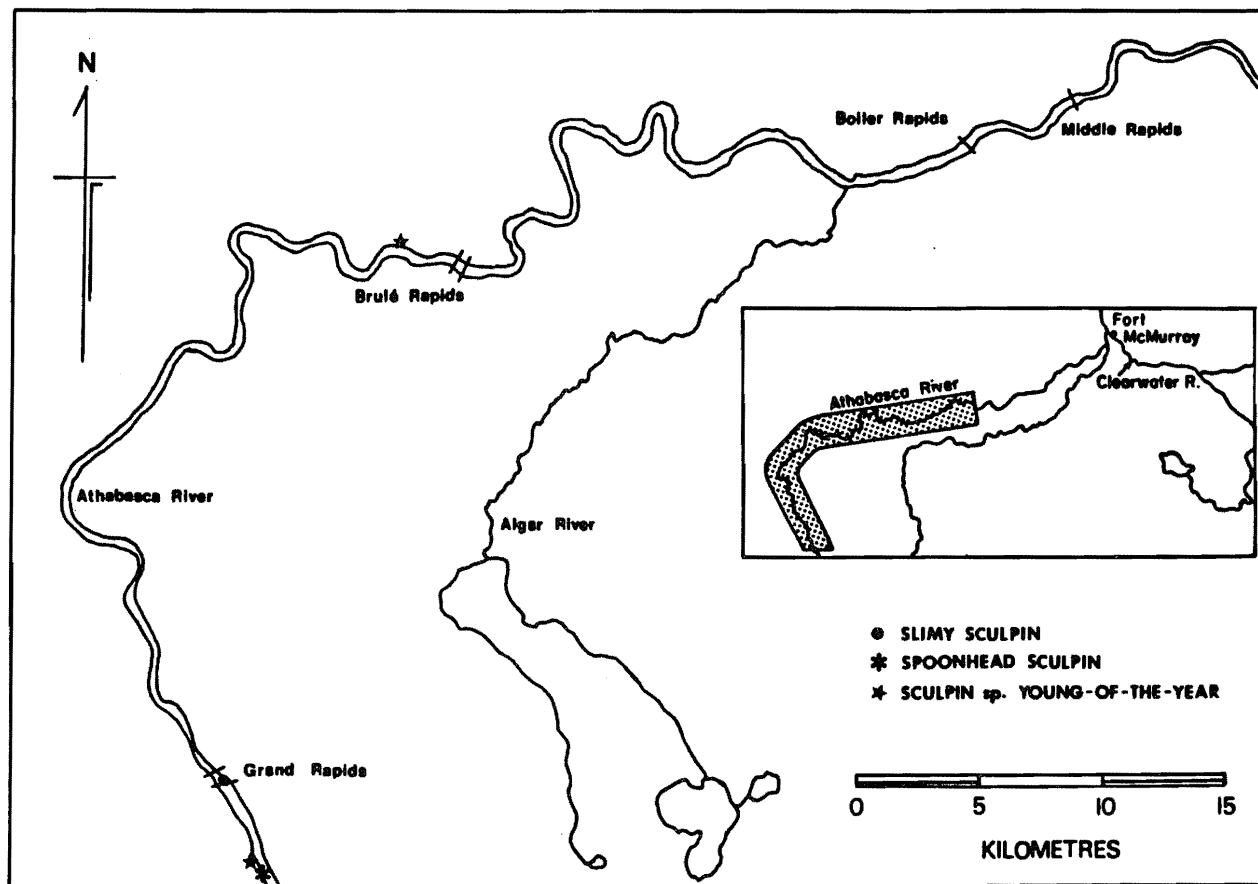 N
Boiler Rapids
Middle Rapids
Brulé Rapids
Fort
McMurray
Clearwater R.
Athabasca River
Athabasca River
Algar River
SLIMY SCULPIN
SPOONHEAD SCULPIN
SCULPIN sp. YOUNG-OF-THE-YEAR
Grand Rapids
0 5 10 15
KILOMETRES